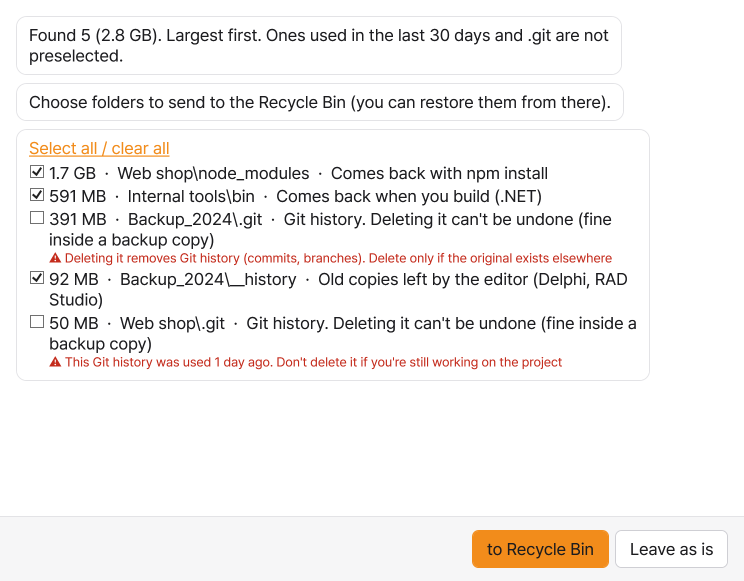 Found 5 (2.8 GB). Largest first. Ones used in the last 30 days and .git are not
preselected.
Choose folders to send to the Recycle Bin (you can restore them from there).
Select all / clear all
1.7 GB · Web shop\node_modules · Comes back with npm install
591 MB · Internal tools\bin · Comes back when you build (.NET)
391 MB · Backup_2024\.git · Git history. Deleting it can't be undone (fine
inside a backup copy)
⚠ Deleting it removes Git history (commits, branches). Delete only if the original exists elsewhere
92 MB · Backup_2024\__history · Old copies left by the editor (Delphi, RAD
Studio)
50 MB · Web shop\.git · Git history. Deleting it can't be undone (fine inside a
backup copy)
⚠ This Git history was used 1 day ago. Don't delete it if you're still working on the project
to Recycle Bin
Leave as is